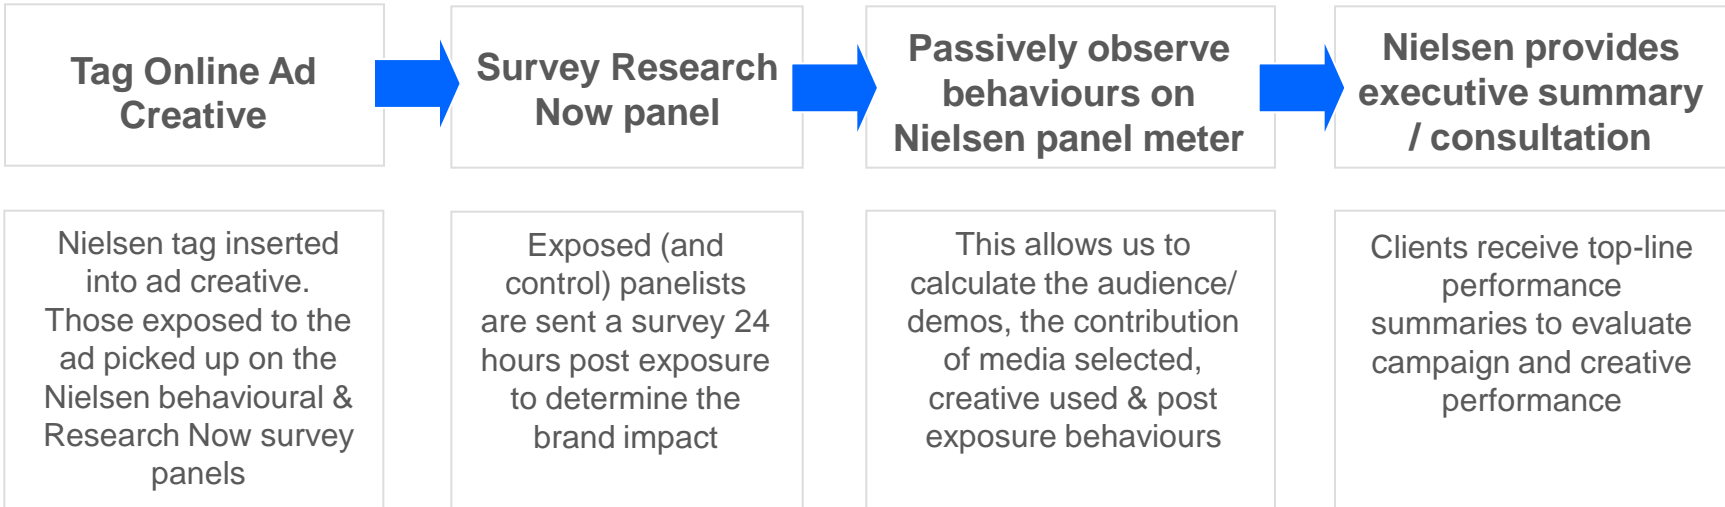 Tag Online Ad
Creative
Survey Research
Now panel
Passively observe
behaviours on
Nielsen panel meter
Nielsen provides
executive summary
/ consultation
Nielsen tag inserted
into ad creative.
Those exposed to the
ad picked up on the
Nielsen behavioural &
Research Now survey
panels
Exposed (and
control) panelists
are sent a survey 24
hours post exposure
to determine the
brand impact
This allows us to
calculate the audience/
demos, the contribution
of media selected,
creative used & post
exposure behaviours
Clients receive top-line
performance
summaries to evaluate
campaign and creative
performance